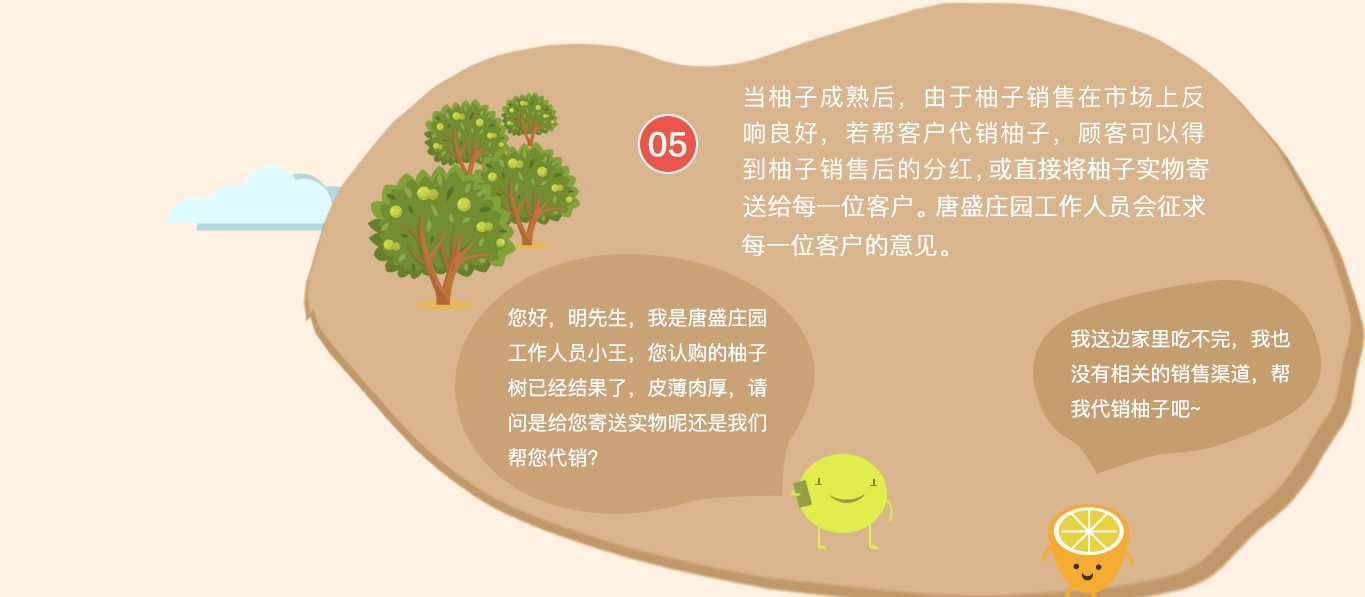 05
当柚子成熟后，由于柚子销售在市场上反
响良好，若帮客户代销柚子，顾客可以得
到柚子销售后的分红，或直接将柚子实物寄
送给每一位客户。唐盛庄园工作人员会征求
每一位客户的意见。
您好，明先生，我是唐盛庄园
工作人员小王，您认购的柚子
树已经结果了，皮薄肉厚，请
问是给您寄送实物呢还是我们
帮您代销?
我这边家里吃不完，我也
没有相关的销售渠道，帮
我代销柚子吧~